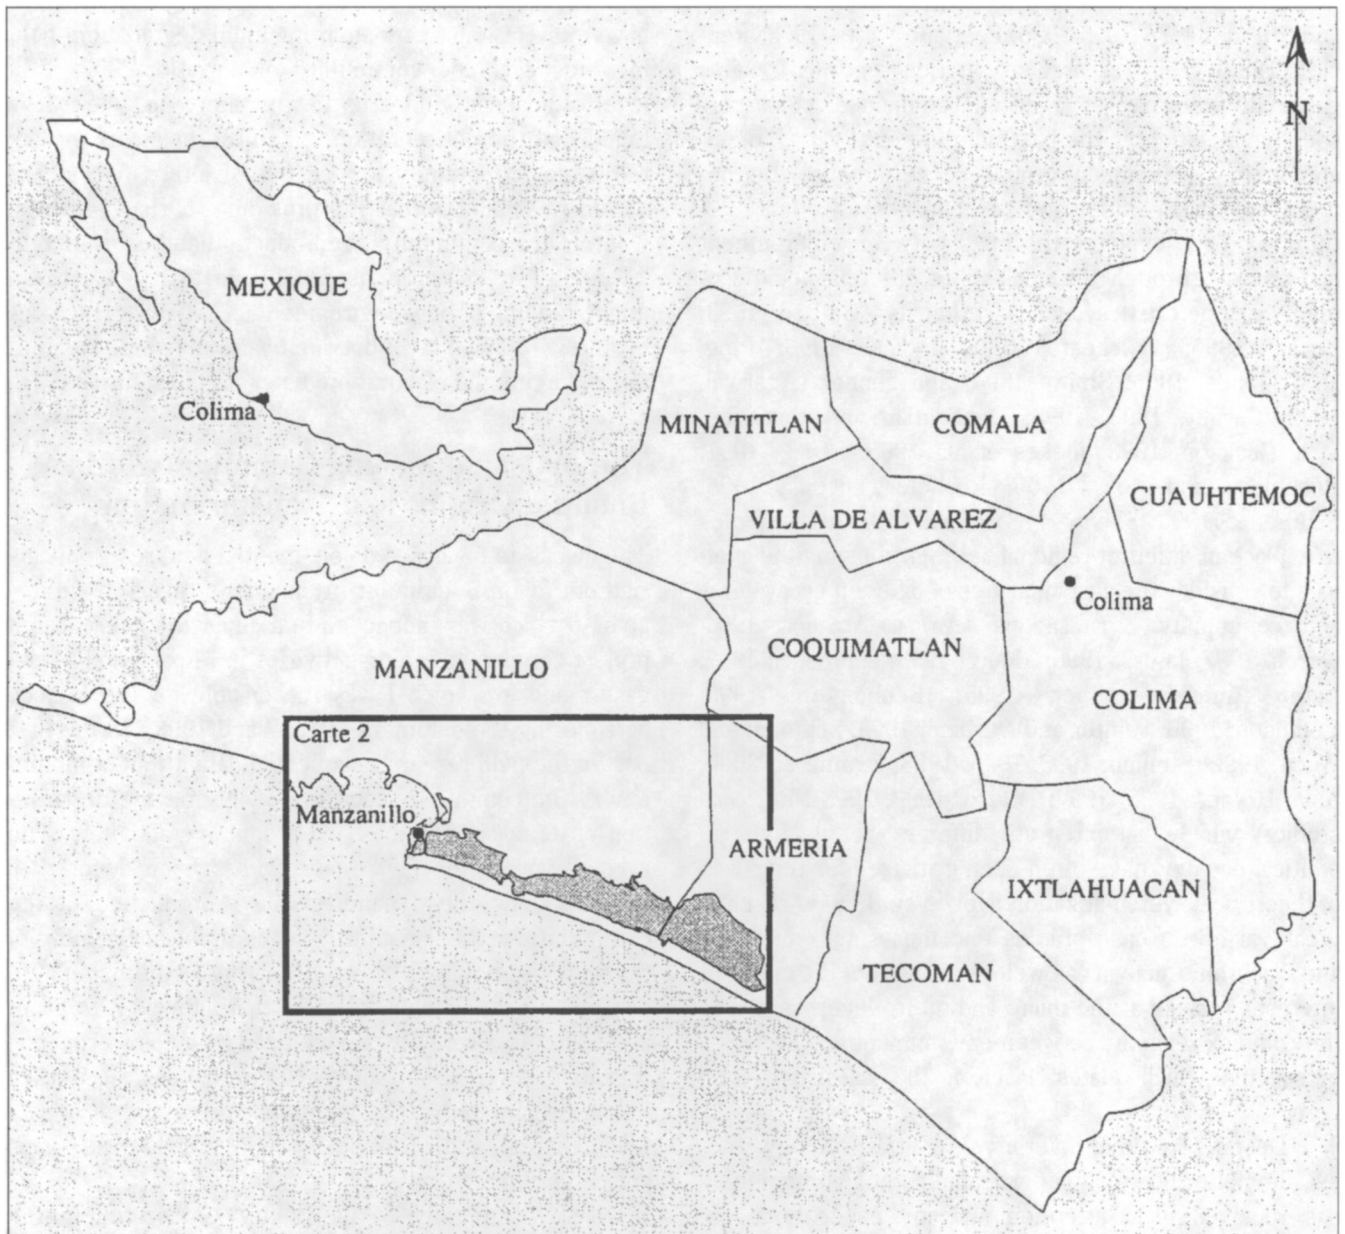 N
MEXIQUE
Colima
MINATITLAN
COMALA
CUAUHTEMOC
VILLA DE ALVAREZ
Colima
COQUIMATLAN
MANZANILLO
COLIMA
Carte 2
Manzanillo
ARMERIA
IXTLAHUACAN
TECOMAN